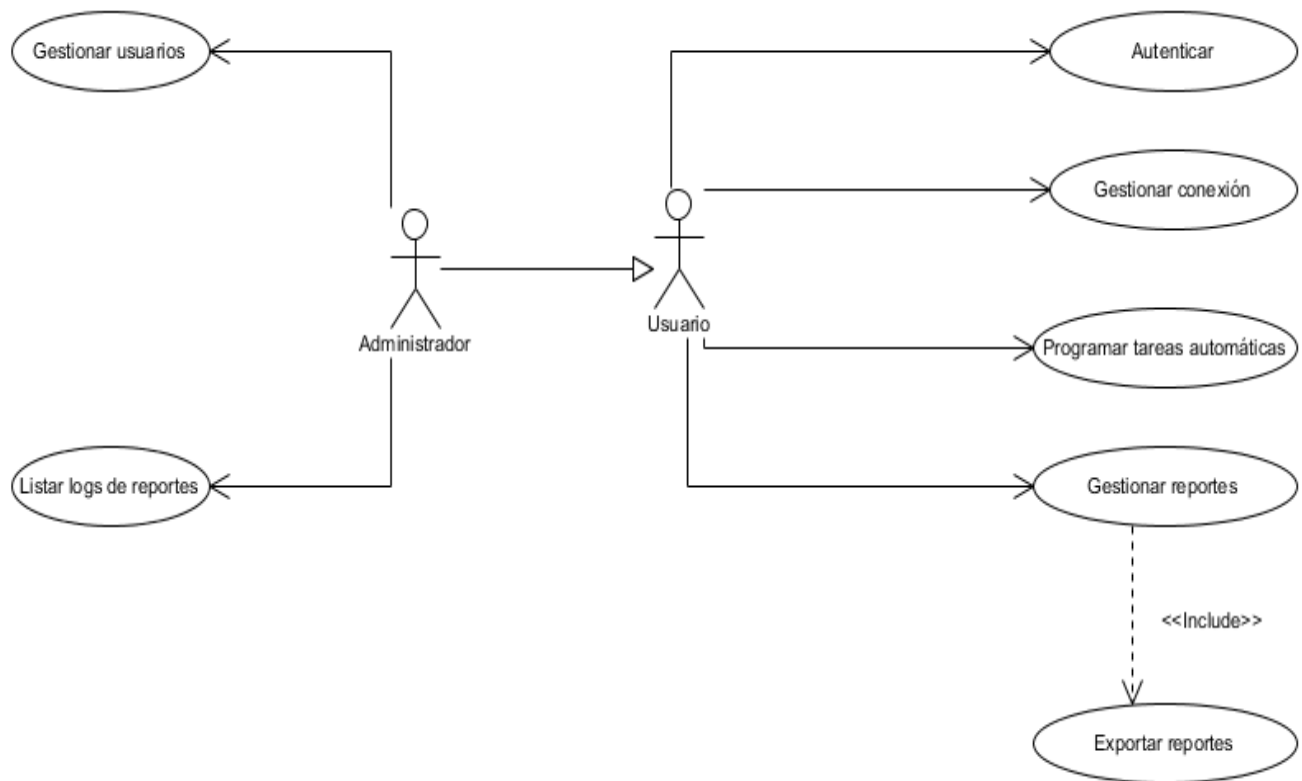 Gestionar usuarios
Autenticar
Gestionar conexión
Usuario
Administrador
Programar tareas automáticas
Listar logs de reportes
Gestionar reportes
<<Include>>
Exportar reportes